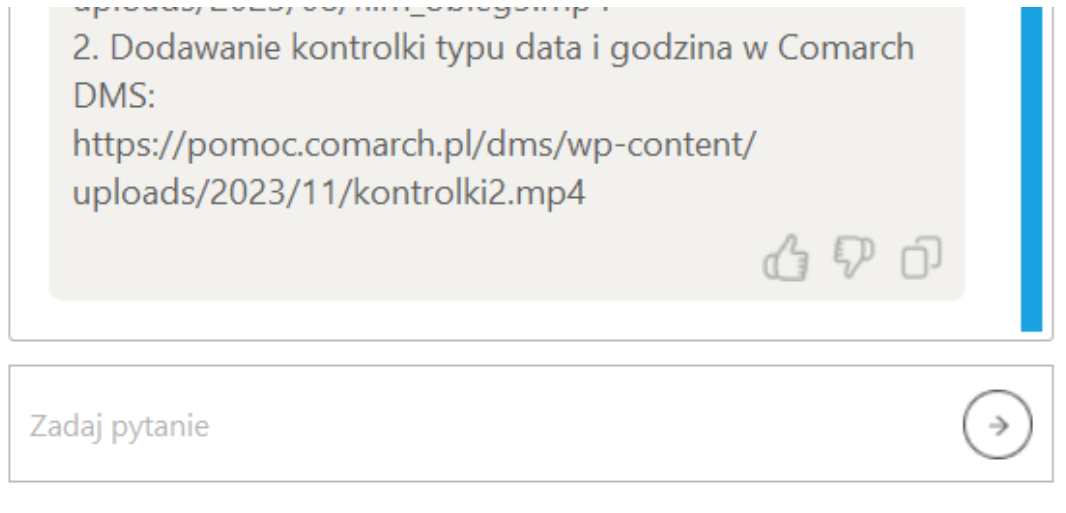 2. Dodawanie kontrolki typu data i godzina w Comarch
DMS:
https://pomoc.comarch.pl/dms/wp-content/
uploads/2023/11/kontrolki2.mp4
Zadaj pytanie